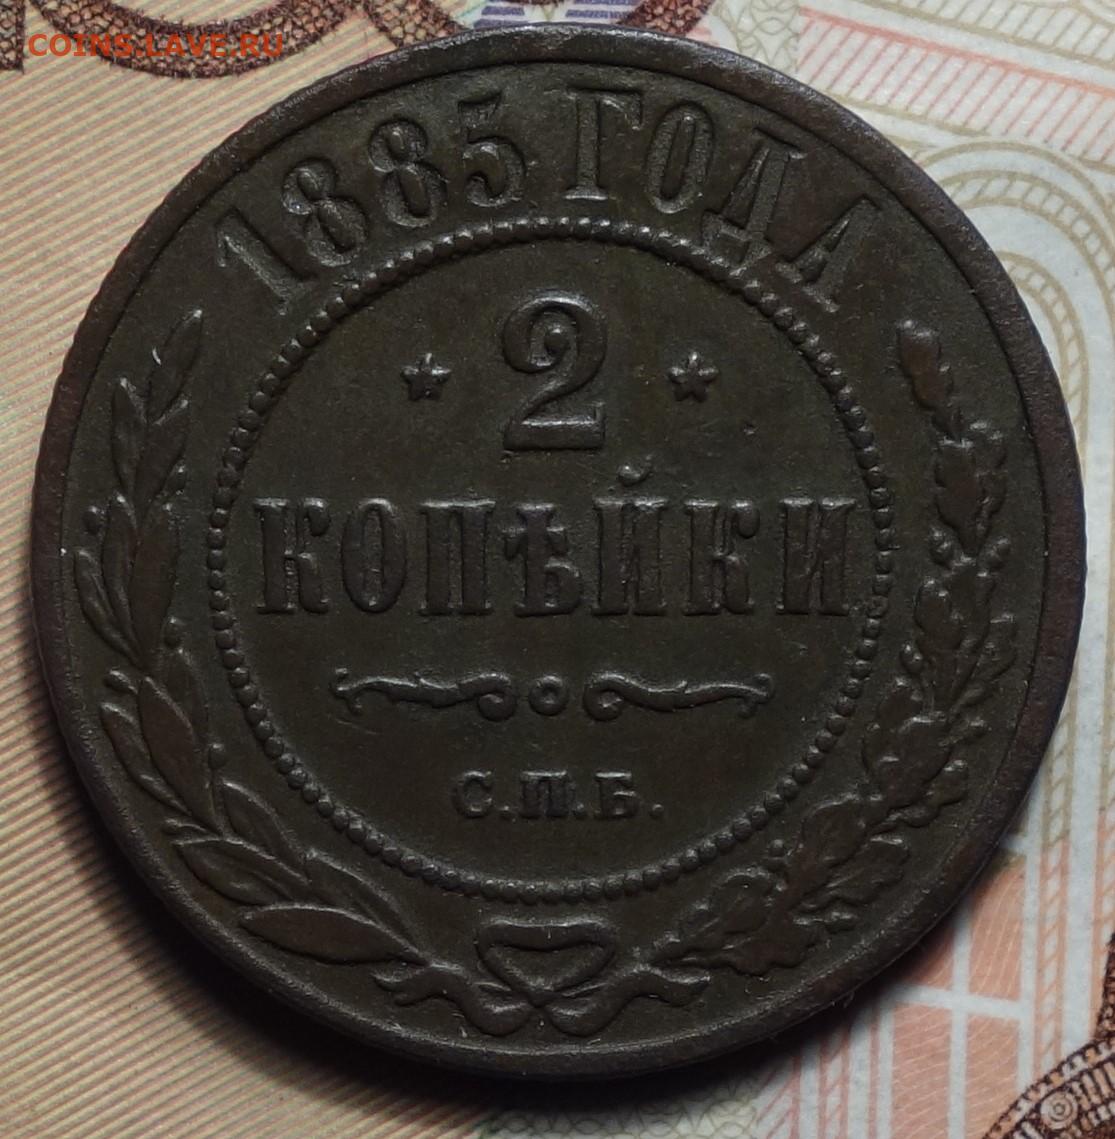 COINS.LAVE.RU
1885 ГОДА
2
КОПѢЙКИ
С.П.Б.